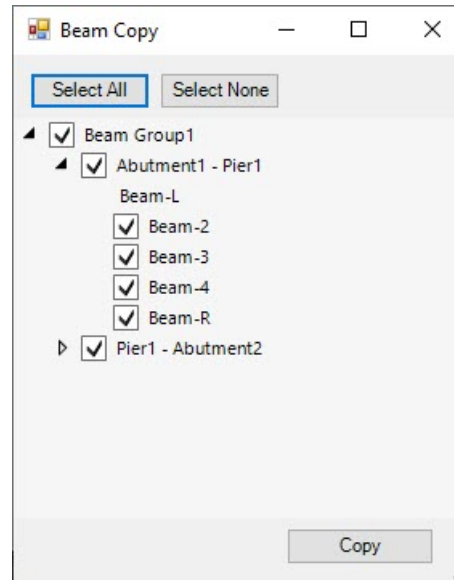 Beam Copy
Select All Select None
Beam Group1
Abutment1 - Pier1
Beam-L
Beam-2
Beam-3
Beam-4
Beam-R
Pier1 - Abutment2
Copy